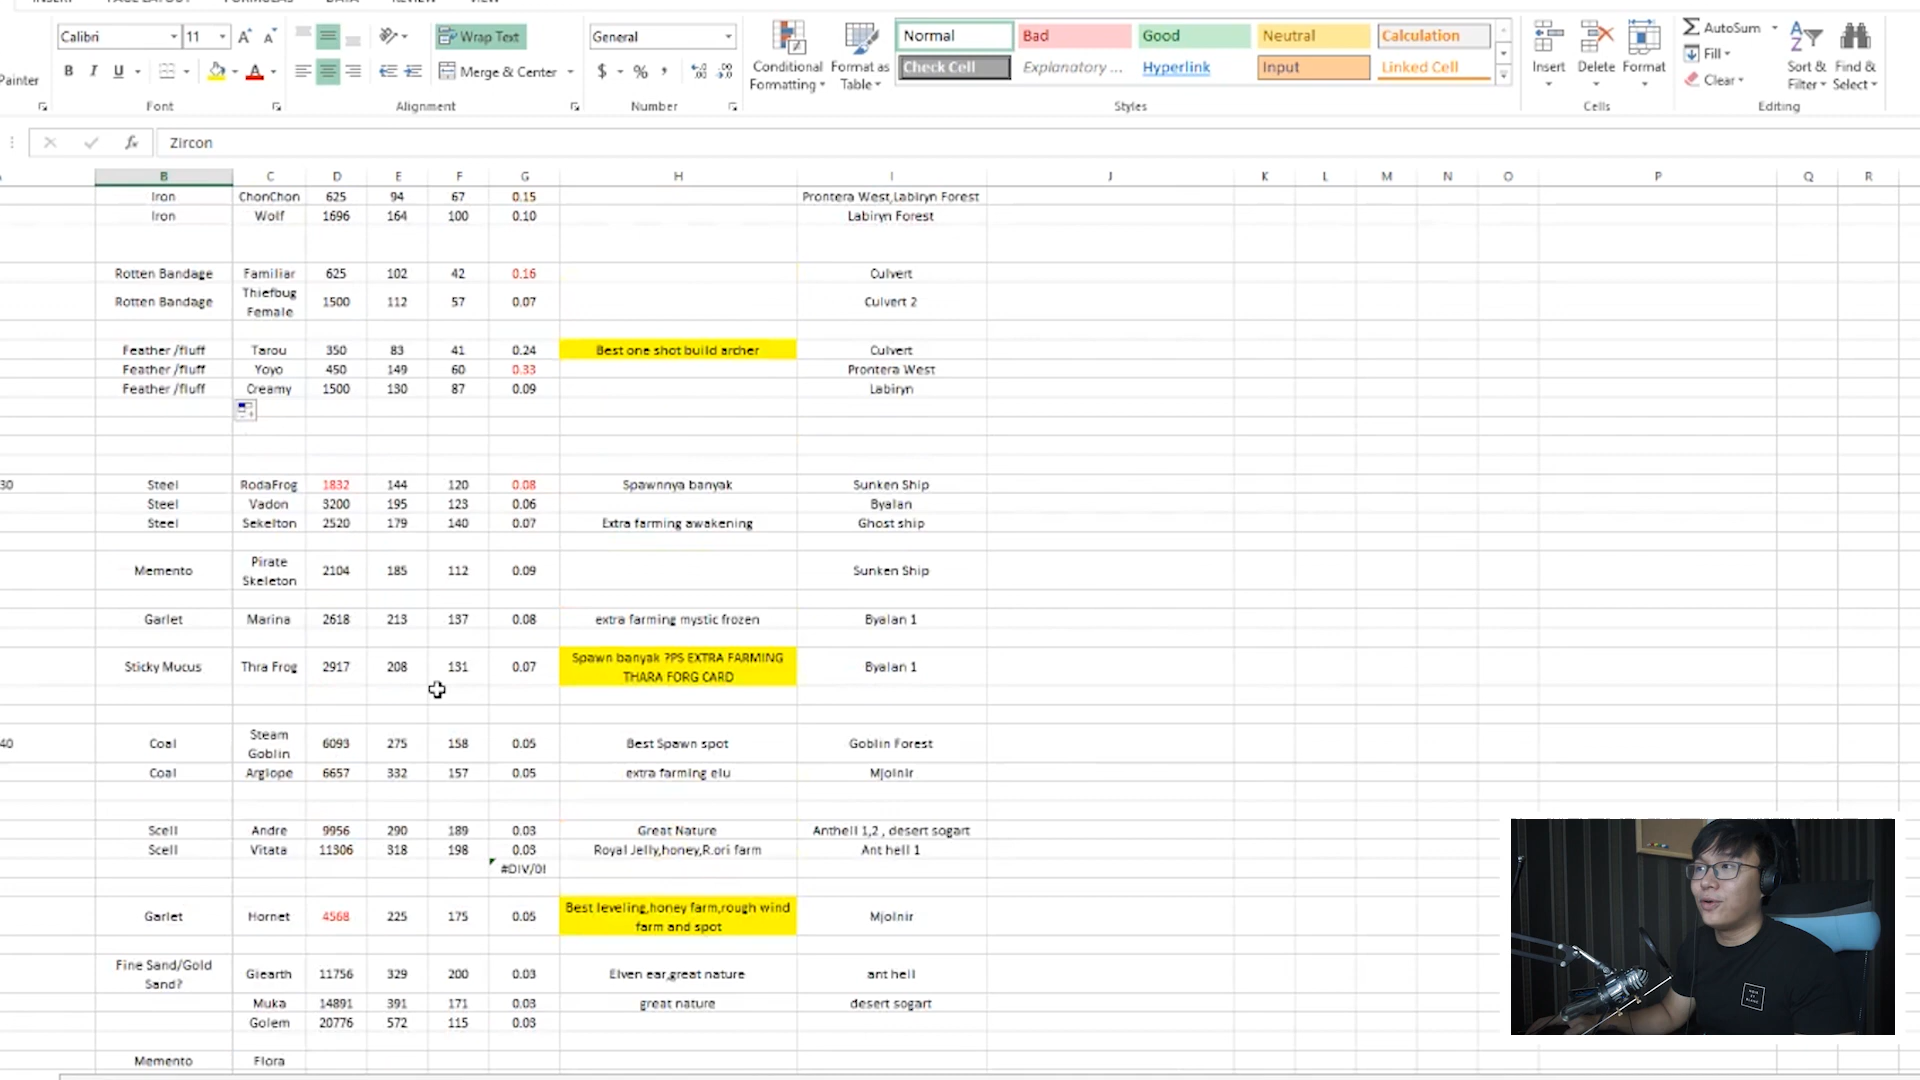 INSERT PAGE LAYOUT FORMULAS DATA REVIEW VIEW
Calibri 11 Wrap Text General Normal Bad Good Neutral Calculation AutoSum
Painter B I U Merge & Center $ % , Conditional Formatting Format as Table Check Cell Explanatory ... Hyperlink Input Linked Cell Insert Delete Format Fill Clear Sort & Filter Find & Select
Font Alignment Number Styles Cells Editing
fx Zircon
B C D E F G H I J K L M N O P Q R
Iron ChonChon 625 94 67 0.15 Prontera West,Labiryn Forest
Iron Wolf 1696 164 100 0.10 Labiryn Forest
Rotten Bandage Familiar 625 102 42 0.16 Culvert
Rotten Bandage Thiefbug Female 1500 112 57 0.07 Culvert 2
Feather /fluff Tarou 350 83 41 0.24 Best one shot build archer Culvert
Feather /fluff Yoyo 450 149 60 0.33 Prontera West
Feather /fluff Creamy 1500 130 87 0.09 Labiryn
30 Steel RodaFrog 1832 144 120 0.08 Spawnnya banyak Sunken Ship
Steel Vadon 3200 195 123 0.06 Byalan
Steel Sekelton 2520 179 140 0.07 Extra farming awakening Ghost ship
Memento Pirate Skeleton 2104 185 112 0.09 Sunken Ship
Garlet Marina 2618 213 137 0.08 extra farming mystic frozen Byalan 1
Sticky Mucus Thra Frog 2917 208 131 0.07 Spawn banyak ?PS EXTRA FARMING THARA FORG CARD Byalan 1
40 Coal Steam Goblin 6093 275 158 0.05 Best Spawn spot Goblin Forest
Coal Argiope 6657 332 157 0.05 extra farming elu Mjolnir
Scell Andre 9956 290 189 0.03 Great Nature Anthell 1,2 , desert sogart
Scell Vitata 11306 318 198 0.03 Royal Jelly,honey,R.ori farm Ant hell 1
#DIV/0!
Garlet Hornet 4568 225 175 0.05 Best leveling,honey farm,rough wind farm and spot Mjolnir
Fine Sand/Gold Sand? Giearth 11756 329 200 0.03 Elven ear,great nature ant hell
Muka 14891 391 171 0.03 great nature desert sogart
Golem 20776 572 115 0.03
Memento Flora